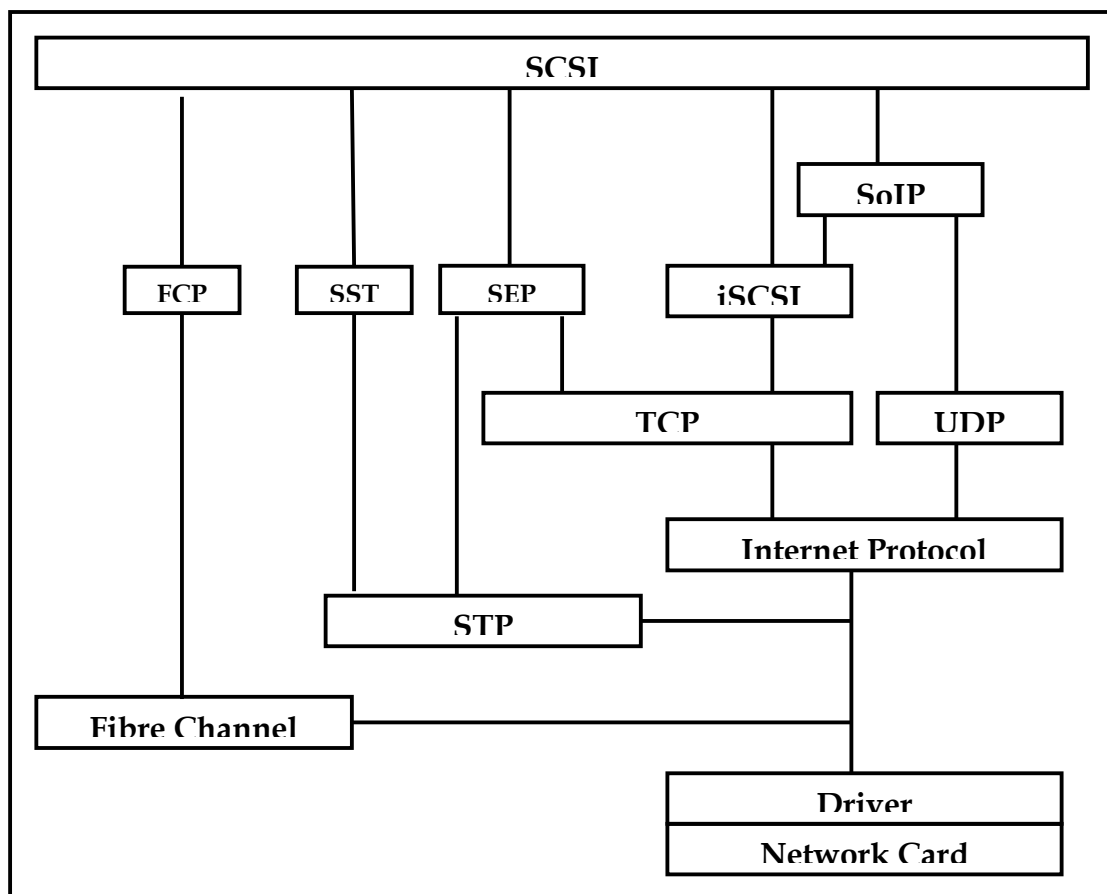 SCSI
SoIP
FCP
SST
SEP
iSCSI
TCP
UDP
Internet Protocol
STP
Fibre Channel
Driver
Network Card